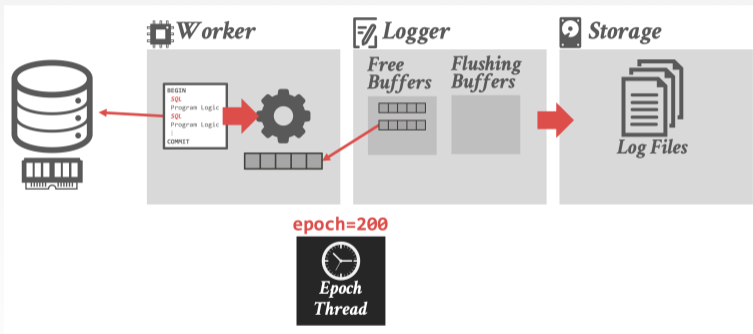 Worker
Logger
Storage
Free
Buffers
Flushing
Buffers
BEGIN
SQL
Program Logic
SQL
Program Logic
⋮
COMMIT
Log Files
epoch=200
Epoch
Thread